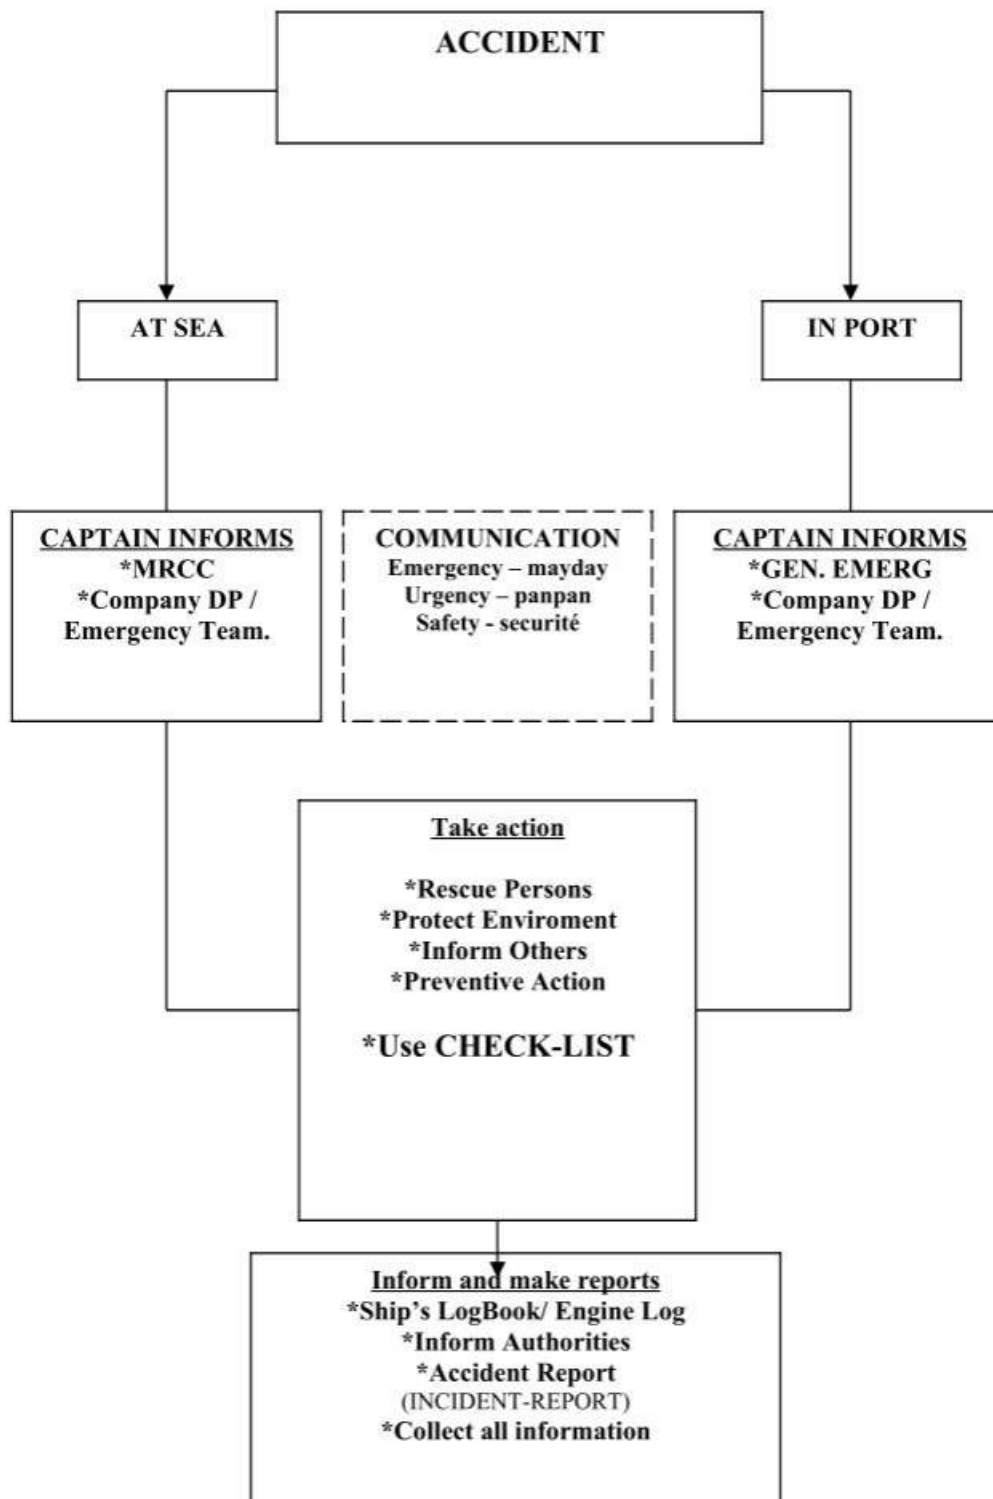 ACCIDENT
AT SEA
IN PORT
CAPTAIN INFORMS
*MRCC
*Company DP /
Emergency Team.
COMMUNICATION
Emergency – mayday
Urgency – panpan
Safety - securité
CAPTAIN INFORMS
*GEN. EMERG
*Company DP /
Emergency Team.
Take action
*Rescue Persons
*Protect Enviroment
*Inform Others
*Preventive Action
*Use CHECK-LIST
Inform and make reports
*Ship’s LogBook/ Engine Log
*Inform Authorities
*Accident Report
(INCIDENT-REPORT)
*Collect all information